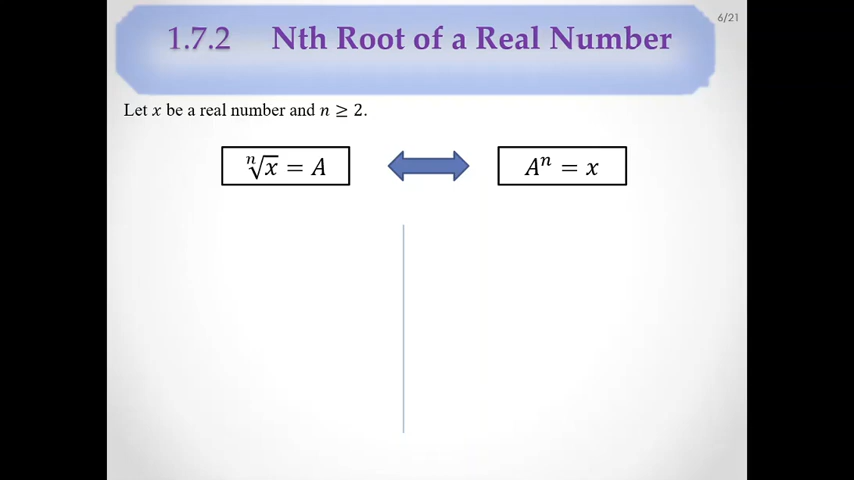 6/21
1.7.2 Nth Root of a Real Number
Let x be a real number and n ≥ 2.
ⁿ√x = A
Aⁿ = x